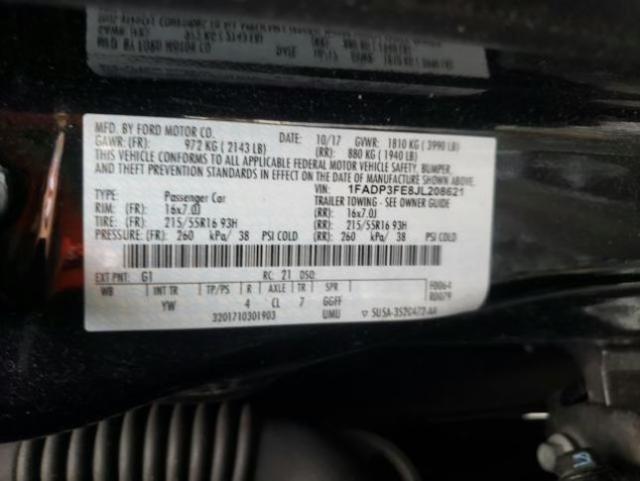 MFD. BY FORD MOTOR CO. DATE: 10/17 GVWR: 1810 KG ( 3990 LB)
GAWR: (FR): 972 KG ( 2143 LB) (RR): 880 KG ( 1940 LB)
THIS VEHICLE CONFORMS TO ALL APPLICABLE FEDERAL MOTOR VEHICLE SAFETY, BUMPER,
AND THEFT PREVENTION STANDARDS IN EFFECT ON THE DATE OF MANUFACTURE SHOWN ABOVE.
VIN: 1FADP3FE8JL208621
TYPE: Passenger Car TRAILER TOWING - SEE OWNER GUIDE
RIM: (FR): 16x7.0J (RR): 16x7.0J
TIRE: (FR): 215/55R16 93H (RR): 215/55R16 93H
PRESSURE: (FR): 260 kPa/ 38 PSI COLD (RR): 260 kPa/ 38 PSI COLD
EXT PNT: G1 RC: 21 DSO: F0064
WB INT TR TP/PS R AXLE TR SPR R0079
YW 4 CL 7 GGFF
3201710301903 UMU